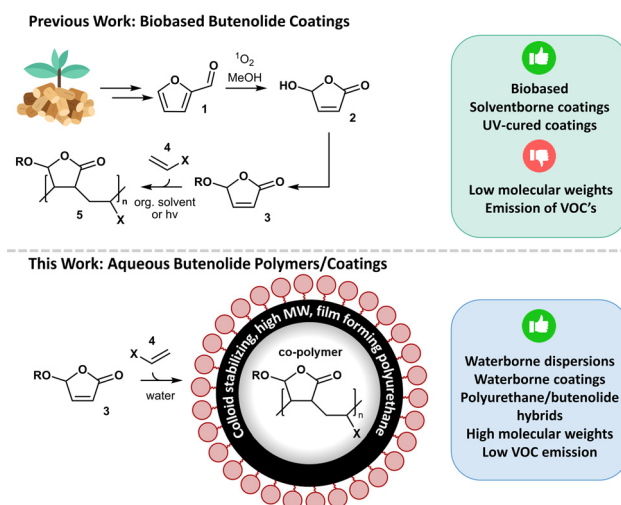 Previous Work: Biobased Butenolide Coatings
O
O
1
¹O₂
MeOH
HO
O
O
2
Biobased
Solventborne coatings
UV-cured coatings
Low molecular weights
Emission of VOC's
RO
O
O
n
X
5
4
X
org. solvent
or hv
RO
O
O
3
This Work: Aqueous Butenolide Polymers/Coatings
RO
O
O
3
4
X
water
Colloid stabilizing, high MW, film forming polyurethane
co-polymer
RO
O
O
n
X
Waterborne dispersions
Waterborne coatings
Polyurethane/butenolide
hybrids
High molecular weights
Low VOC emission